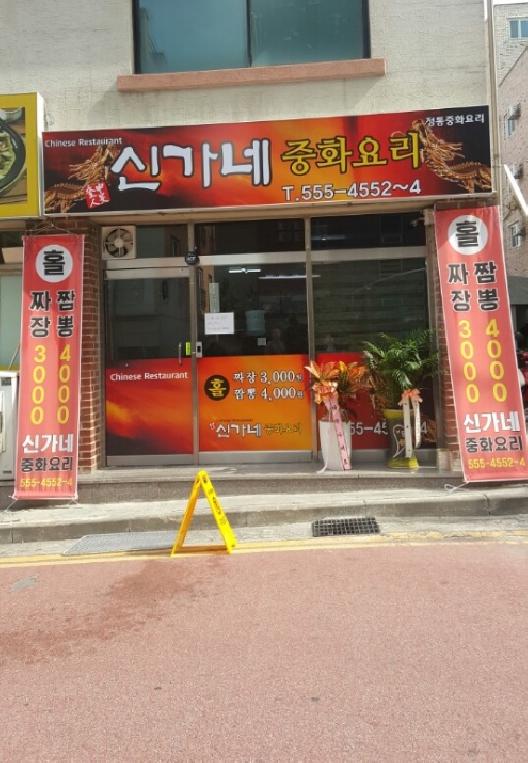 Chinese Restaurant
정통중화요리
신가네 중화요리
T.555-4552~4
홀
짜장 3000
짬뽕 4000
신가네
중화요리
555-4552~4
Chinese Restaurant
홀
짜장 3,000원
짬뽕 4,000원
신가네 중화요리
홀
짜장 3000
짬뽕 4000
신가네
중화요리
555-4552~4